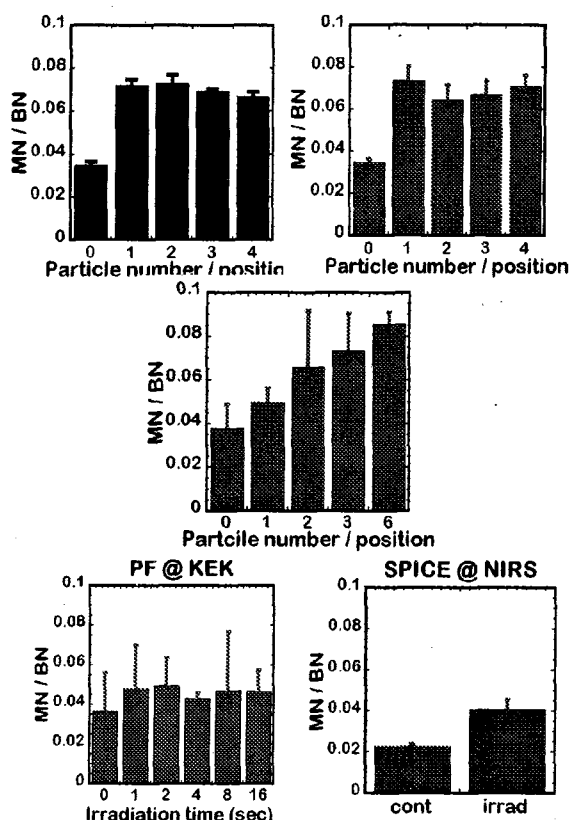 0.1
0.08
0.06
0.04
0.02
0
MN / BN
0 1 2 3 4
Particle number / positio
0.1
0.08
0.06
0.04
0.02
0
MN / BN
0 1 2 3 4
Particle number / position
0.1
0.08
0.06
0.04
0.02
0
MN / BN
0 1 2 3 6
Partcile number / position
PF @ KEK
0.1
0.08
0.06
0.04
0.02
0
MN / BN
0 1 2 4 8 16
Irradiation time (sec)
SPICE @ NIRS
0.1
0.08
0.06
0.04
0.02
0
MN / BN
cont irrad